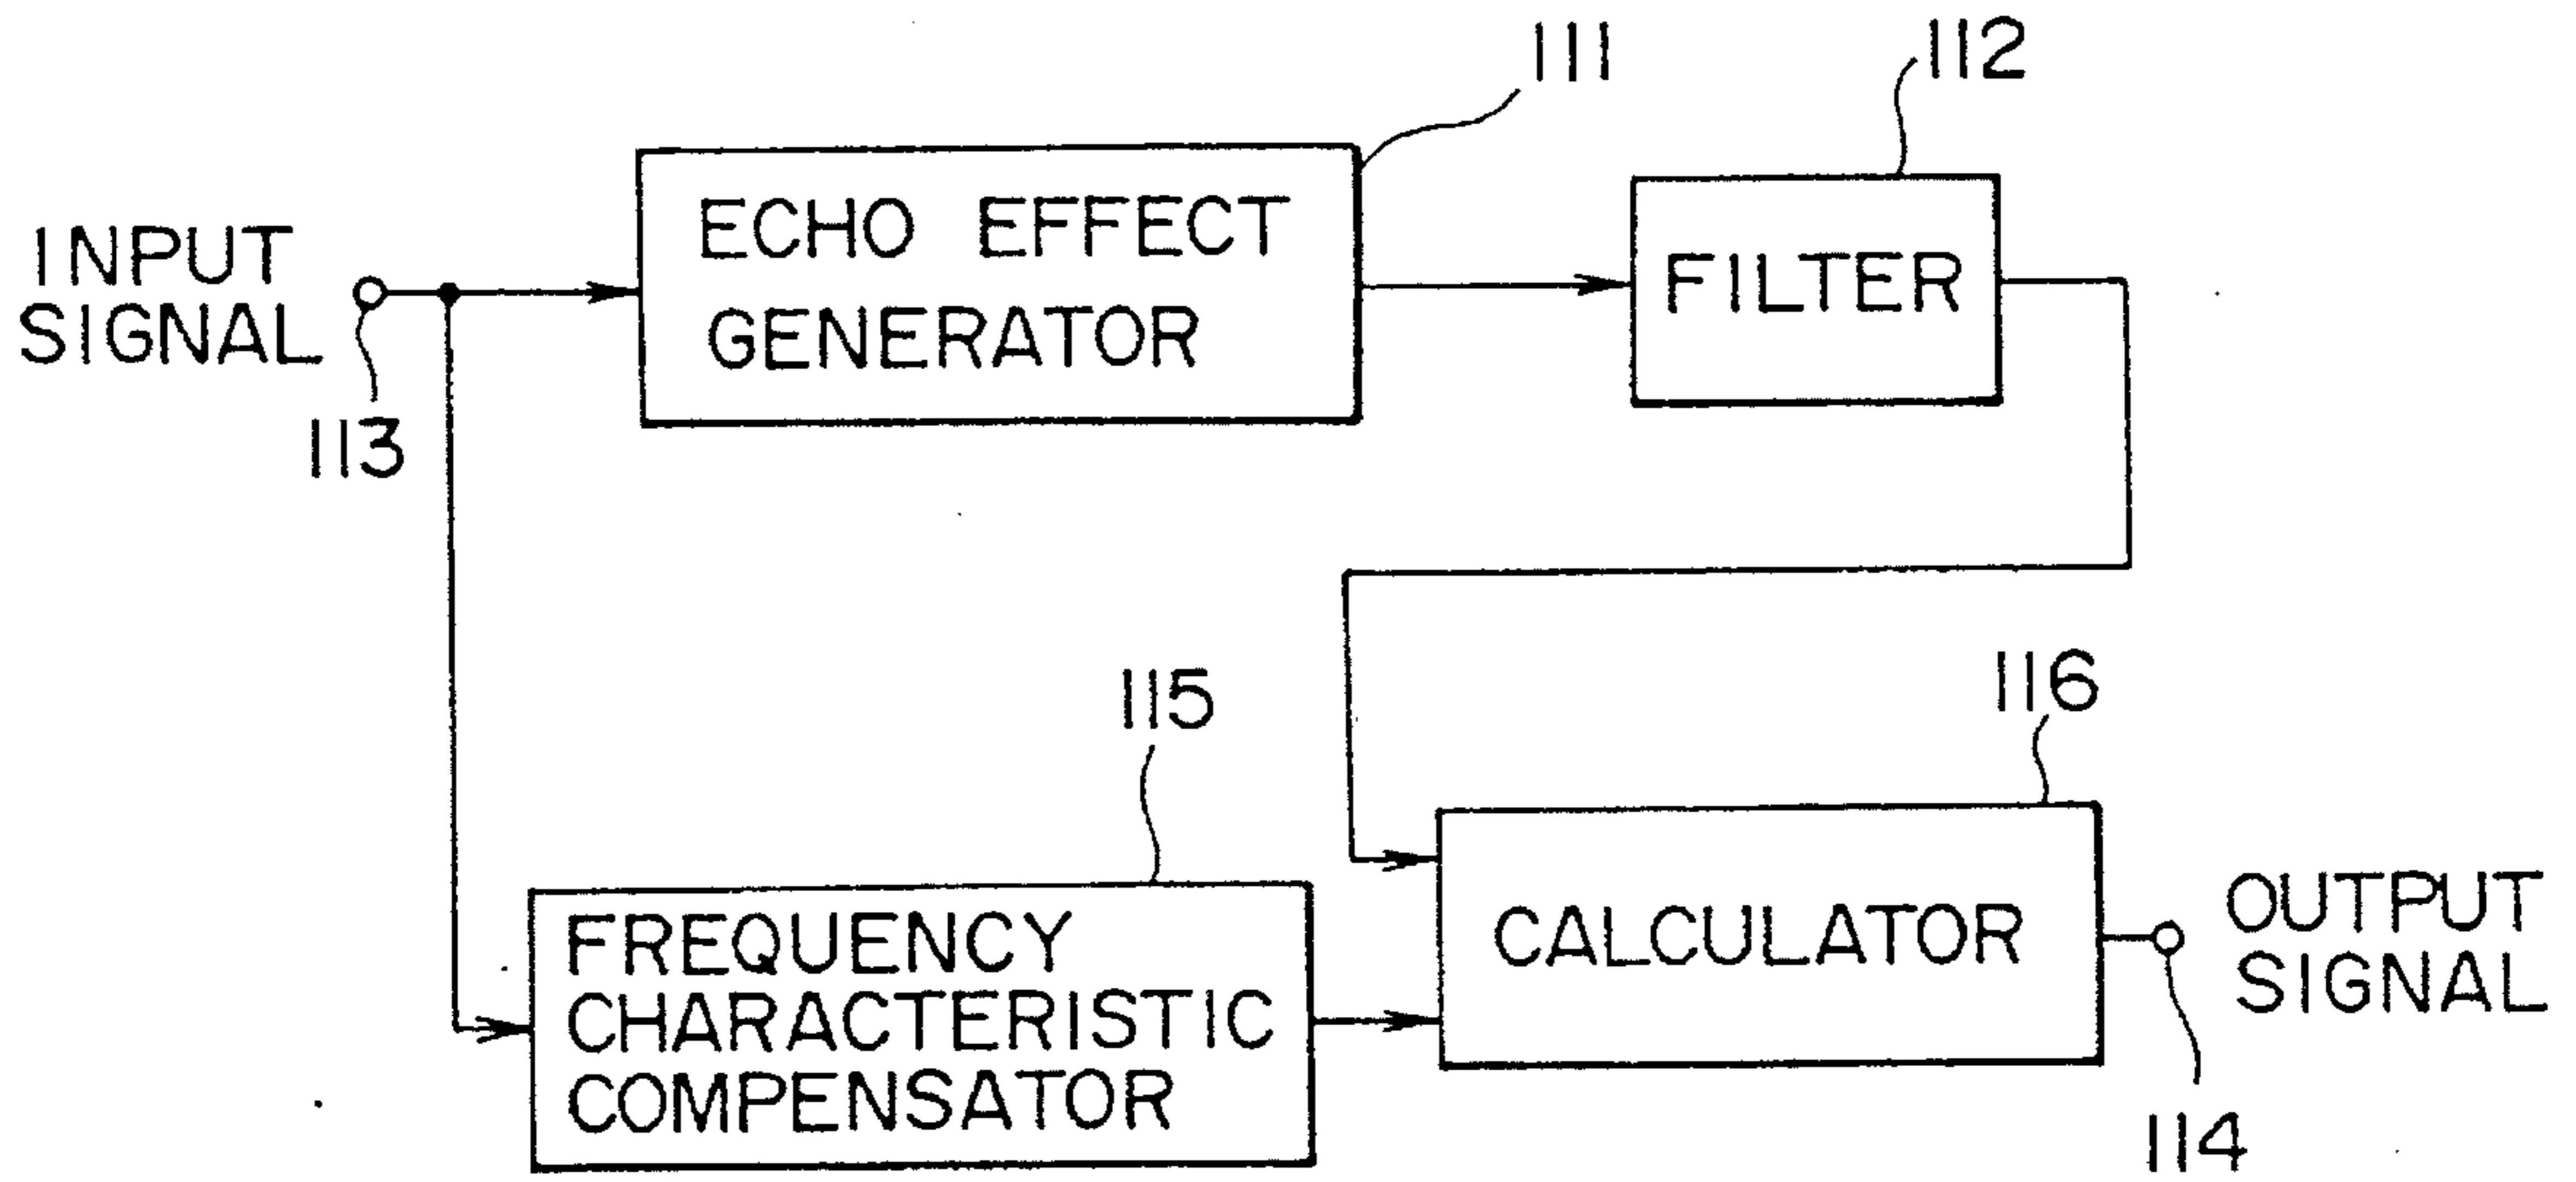 111
112
ECHO EFFECT
GENERATOR
FILTER
INPUT
SIGNAL
113
115
116
FREQUENCY
CHARACTERISTIC
COMPENSATOR
CALCULATOR
OUTPUT
SIGNAL
114